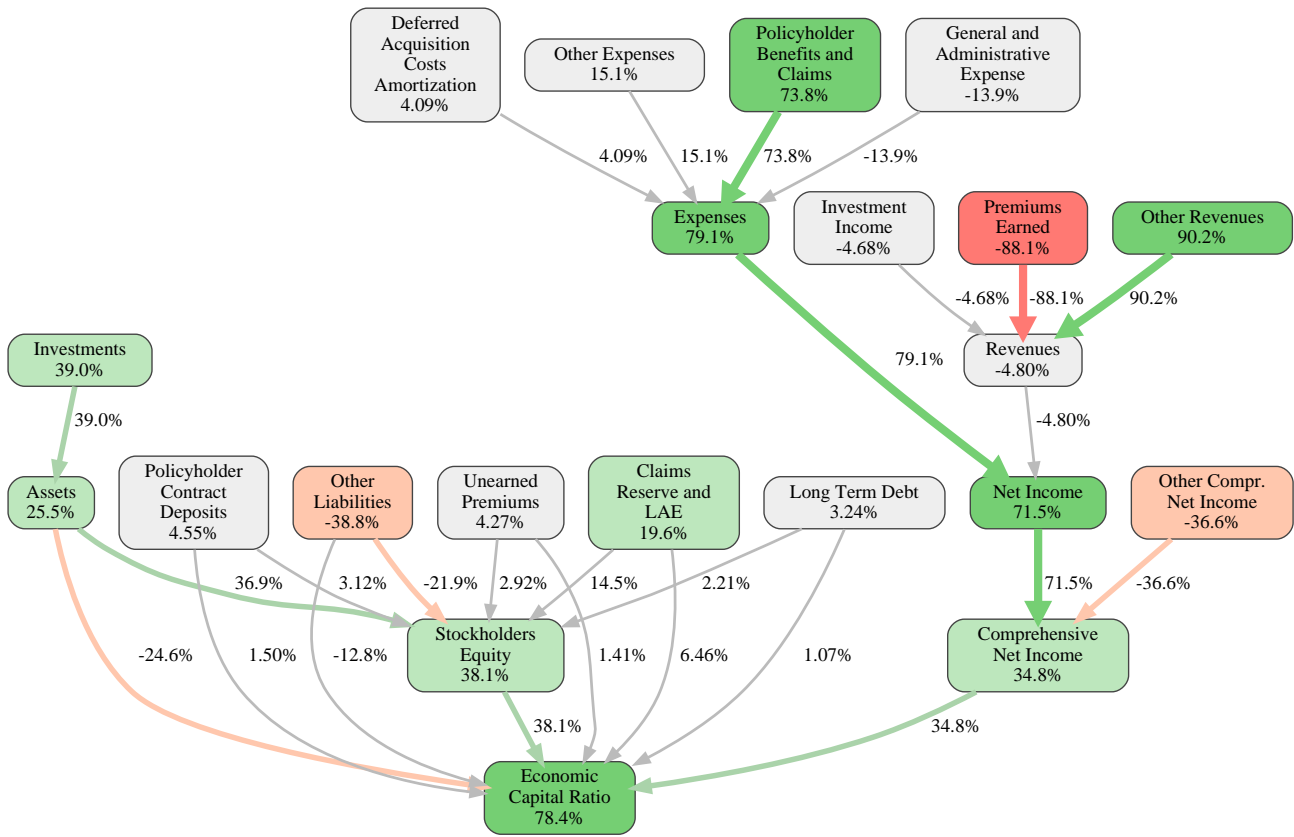 Deferred
Acquisition
Costs
Amortization
4.09%
Other Expenses
15.1%
Policyholder
Benefits and
Claims
73.8%
General and
Administrative
Expense
-13.9%
4.09%
15.1%
73.8%
-13.9%
Expenses
79.1%
Investment
Income
-4.68%
Premiums
Earned
-88.1%
Other Revenues
90.2%
-4.68%
-88.1%
90.2%
Investments
39.0%
79.1%
Revenues
-4.80%
39.0%
-4.80%
Assets
25.5%
Policyholder
Contract
Deposits
4.55%
Other
Liabilities
-38.8%
Unearned
Premiums
4.27%
Claims
Reserve and
LAE
19.6%
Long Term Debt
3.24%
Net Income
71.5%
Other Compr.
Net Income
-36.6%
36.9%
3.12%
-21.9%
2.92%
14.5%
2.21%
71.5%
-36.6%
Stockholders
Equity
38.1%
Comprehensive
Net Income
34.8%
-24.6%
1.50%
-12.8%
1.41%
6.46%
1.07%
38.1%
34.8%
Economic
Capital Ratio
78.4%